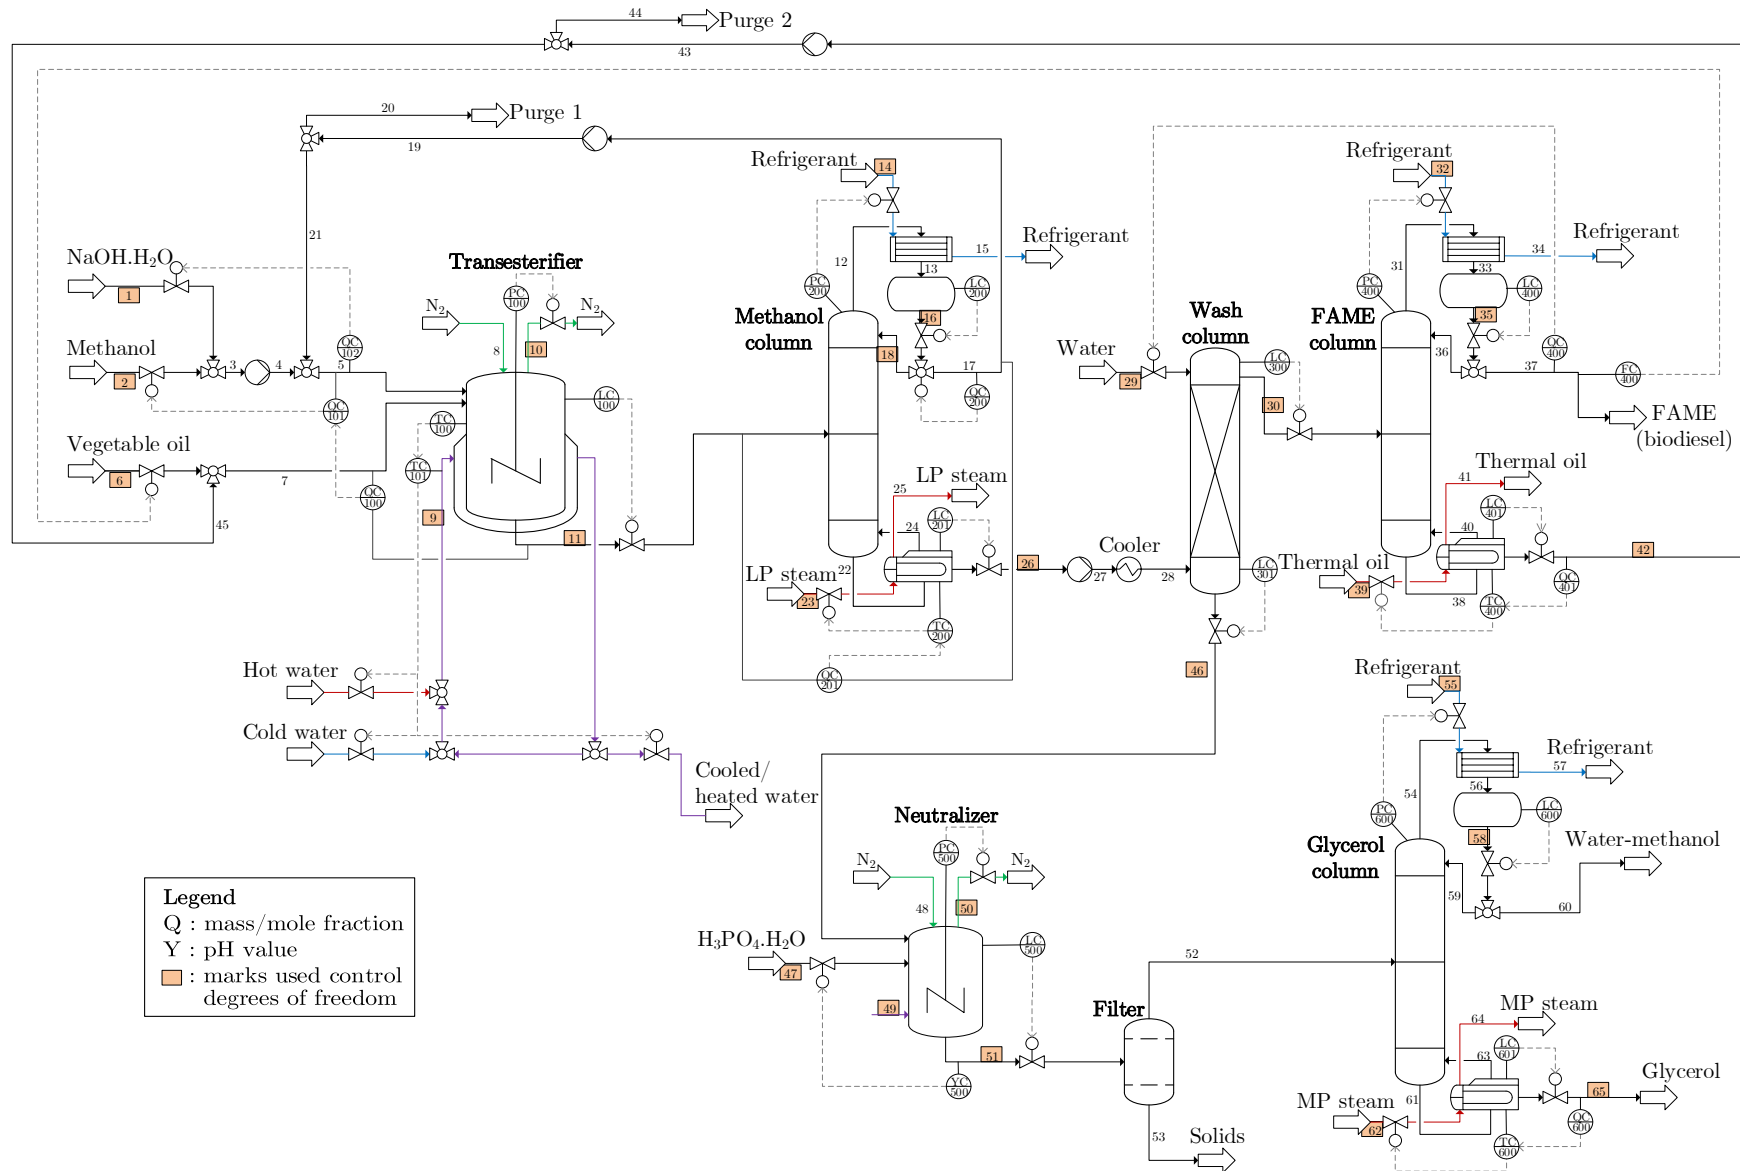 44
Purge 2
43
20
Purge 1
19
Refrigerant
14
Refrigerant
32
21
NaOH.H₂O
1
Transesterifier
PC
100
N₂
N₂
8
10
12
PC
200
13
15
Refrigerant
LC
200
16
Methanol
column
18
17
QC
200
Wash
column
LC
300
Water
29
30
31
PC
400
33
34
Refrigerant
LC
400
35
FAME
column
36
QC
400
37
FC
400
FAME
(biodiesel)
QC
102
Methanol
2
3
4
5
QC
101
LC
100
TC
100
Vegetable oil
6
7
TC
101
QC
100
9
45
11
LP steam
25
LC
201
24
LP steam
22
23
TC
200
QC
201
26
Cooler
27
28
LC
301
Thermal oil
41
LC
401
40
Thermal oil
39
38
TC
400
QC
401
42
Hot water
Cold water
Cooled/
heated water
46
Refrigerant
55
Refrigerant
57
54
56
PC
600
LC
600
58
Water-methanol
Glycerol
column
59
60
Neutralizer
PC
500
N₂
N₂
48
50
LC
500
H₃PO₄.H₂O
47
49
51
YC
500
Filter
52
53
Solids
MP steam
64
LC
601
63
MP steam
61
62
TC
600
QC
600
65
Glycerol
Legend
Q : mass/mole fraction
Y : pH value
: marks used control
degrees of freedom